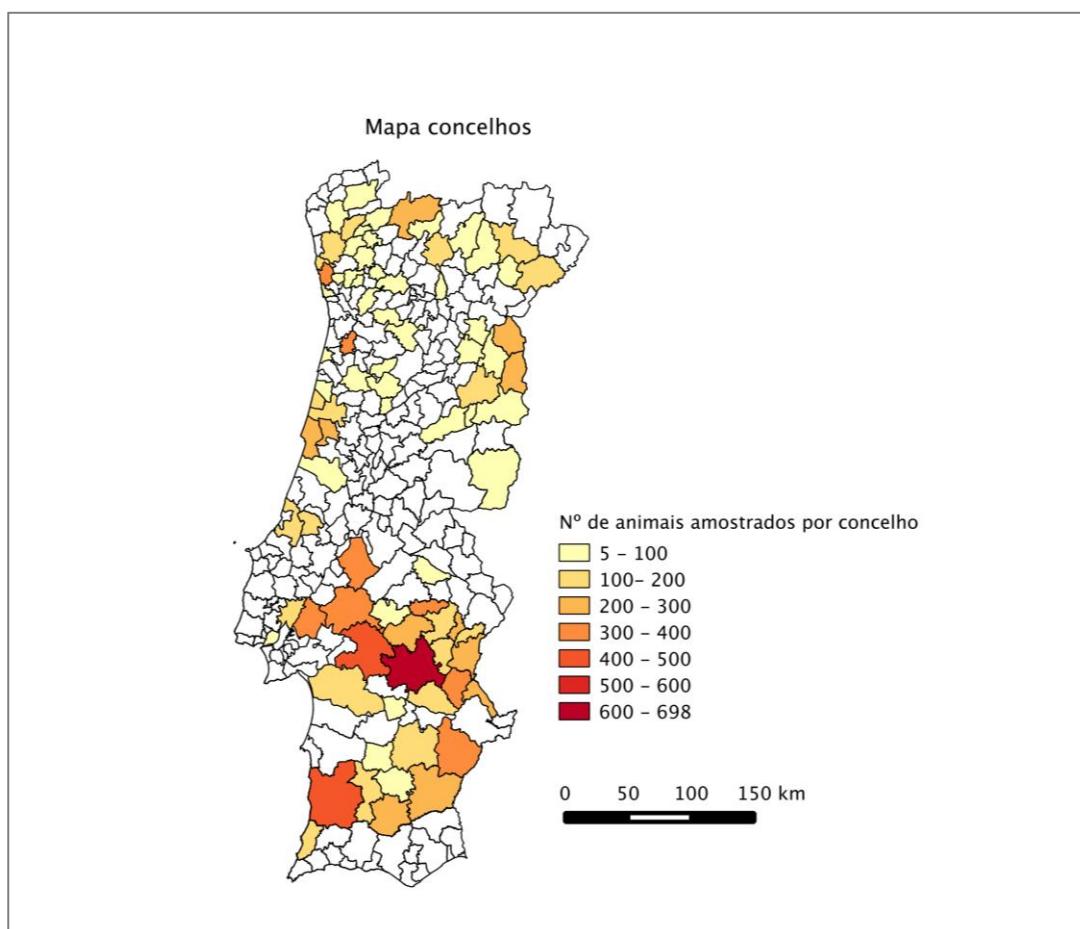 Mapa concelhos
Nº de animais amostrados por concelho
5 – 100
100– 200
200 – 300
300 – 400
400 – 500
500 – 600
600 – 698
0 50 100 150 km